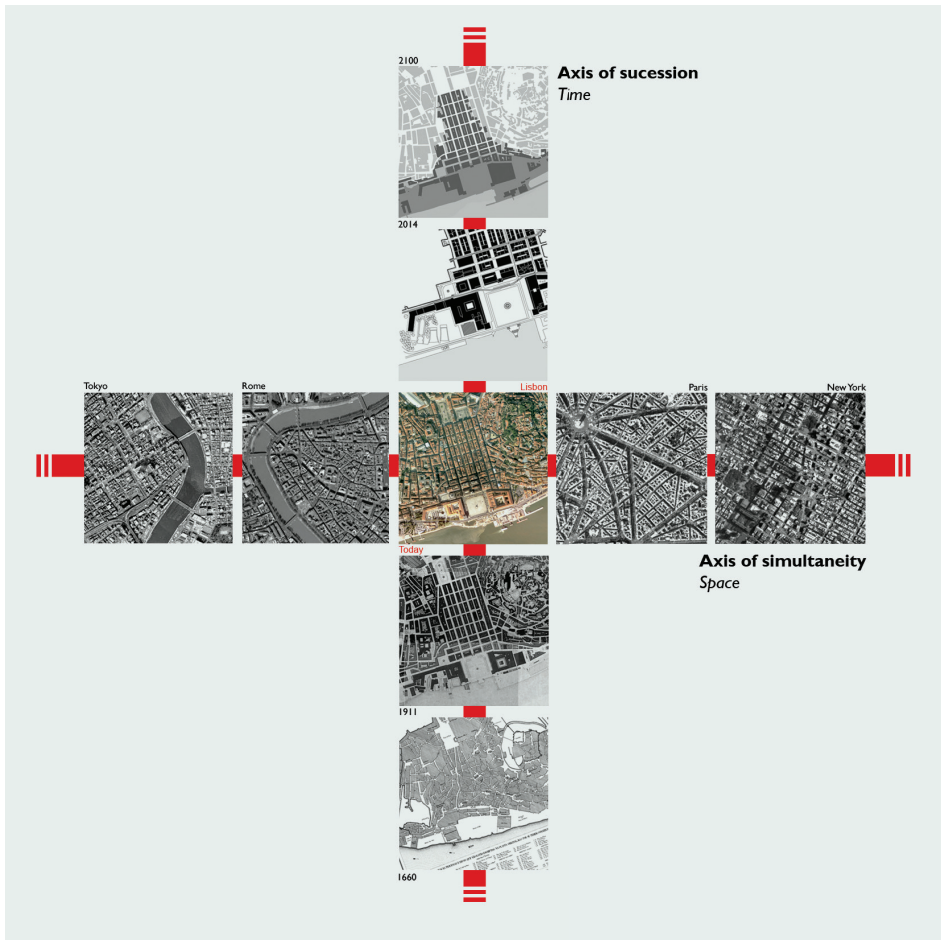 2100
Axis of sucession
Time
2014
Tokyo
Rome
Lisbon
Paris
New York
Today
Axis of simultaneity
Space
1911
1660